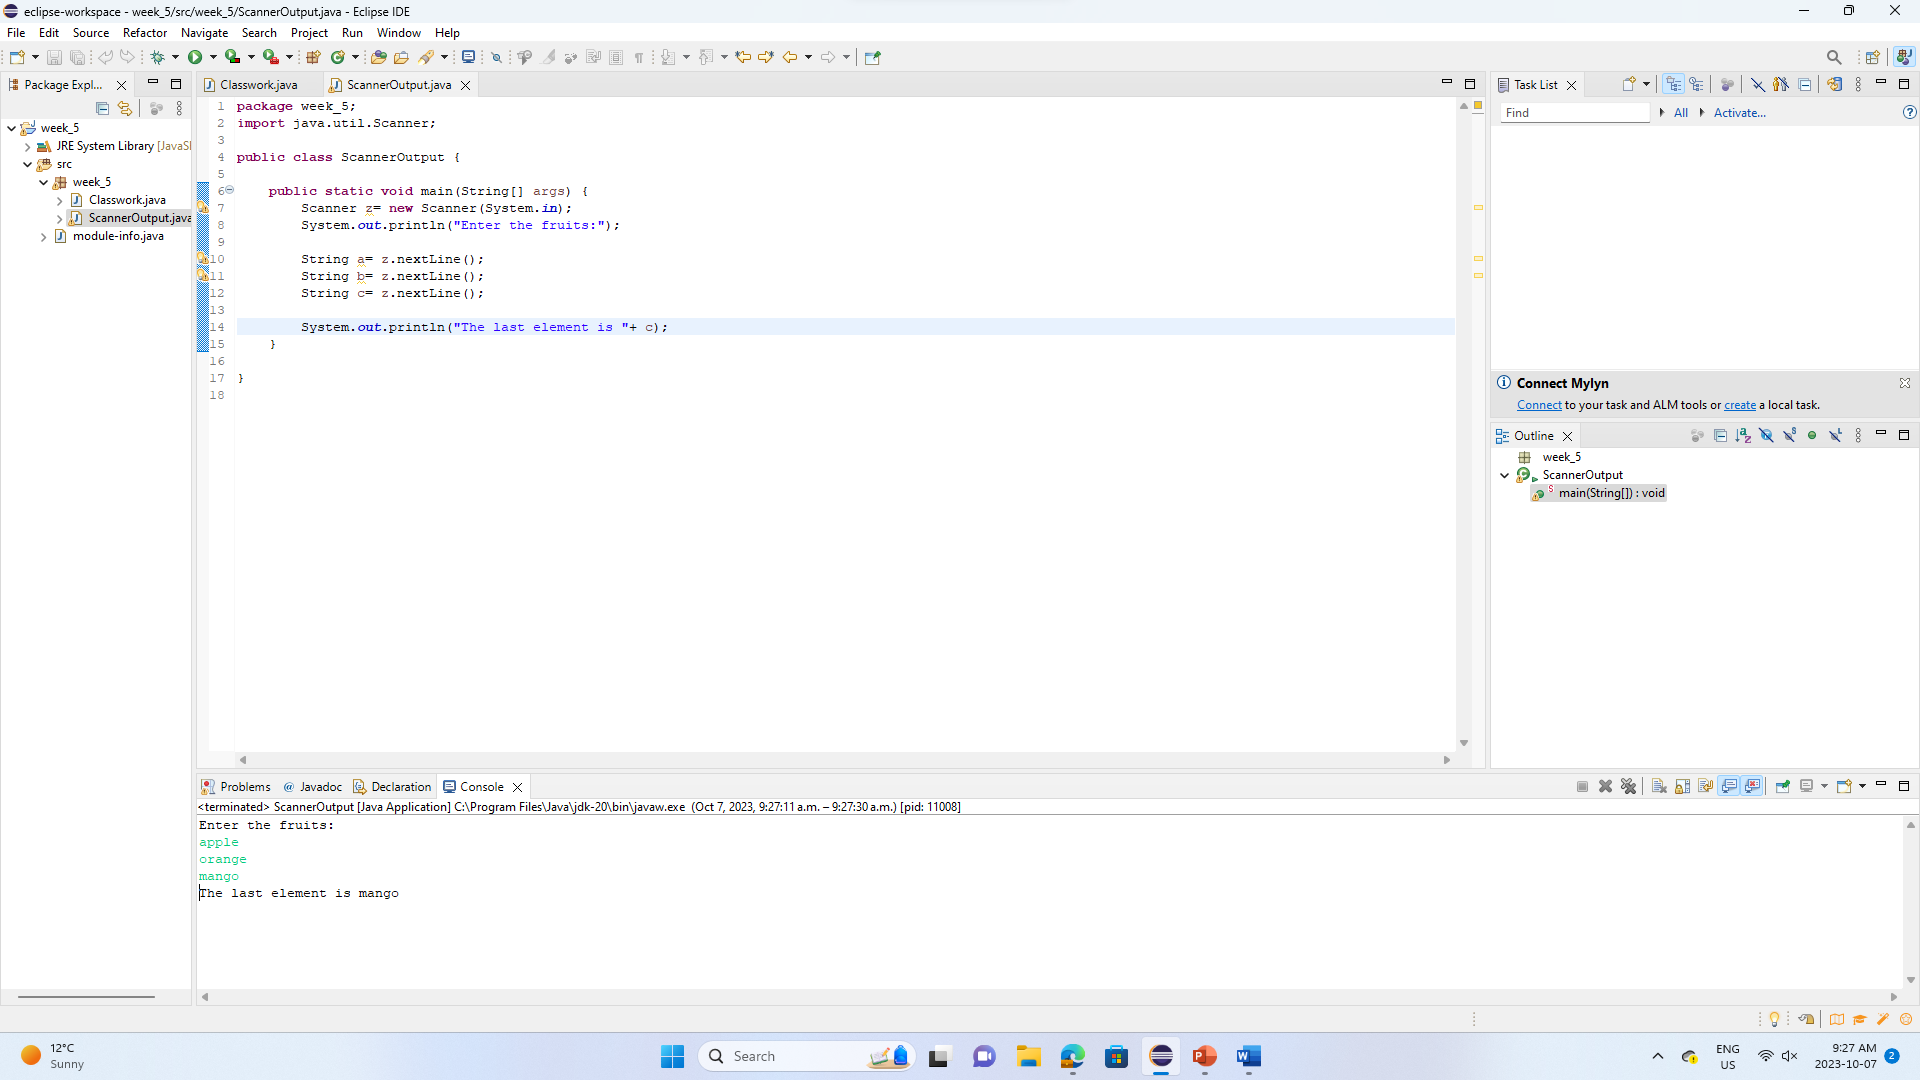 eclipse-workspace - week_5/src/week_5/ScannerOutput.java - Eclipse IDE
File Edit Source Refactor Navigate Search Project Run Window Help
Package Expl...
week_5
JRE System Library [JavaSI
src
week_5
Classwork.java
ScannerOutput.java
module-info.java
Classwork.java ScannerOutput.java
1 package week_5;
2 import java.util.Scanner;
3
4 public class ScannerOutput {
5
6 public static void main(String[] args) {
7 Scanner z= new Scanner(System.in);
8 System.out.println("Enter the fruits:");
9
10 String a= z.nextLine();
11 String b= z.nextLine();
12 String c= z.nextLine();
13
14 System.out.println("The last element is "+ c);
15 }
16
17 }
18
Task List
Find All Activate...
Connect Mylyn
Connect to your task and ALM tools or create a local task.
Outline
week_5
ScannerOutput
main(String[]) : void
Problems Javadoc Declaration Console
<terminated> ScannerOutput [Java Application] C:\Program Files\Java\jdk-20\bin\javaw.exe (Oct 7, 2023, 9:27:11 a.m. – 9:27:30 a.m.) [pid: 11008]
Enter the fruits:
apple
orange
mango
The last element is mango
12°C
Sunny
Search
ENG
US
9:27 AM
2023-10-07
2